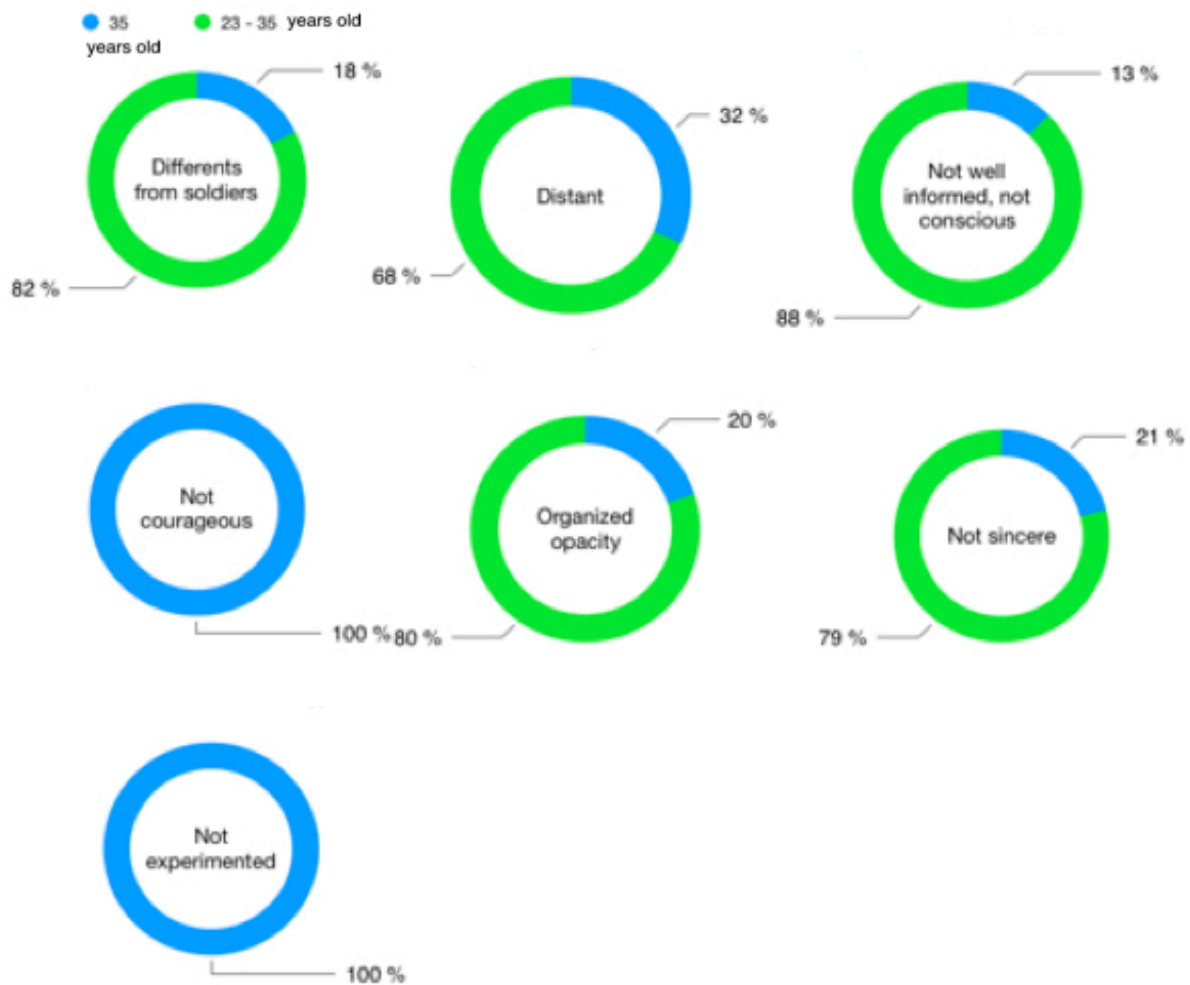 35
years old
23 - 35 years old
18 %
Differents
from soldiers
82 %
32 %
Distant
68 %
13 %
Not well
informed, not
conscious
88 %
Not
courageous
100 %
20 %
Organized
opacity
80 %
21 %
Not sincere
79 %
Not
experimented
100 %